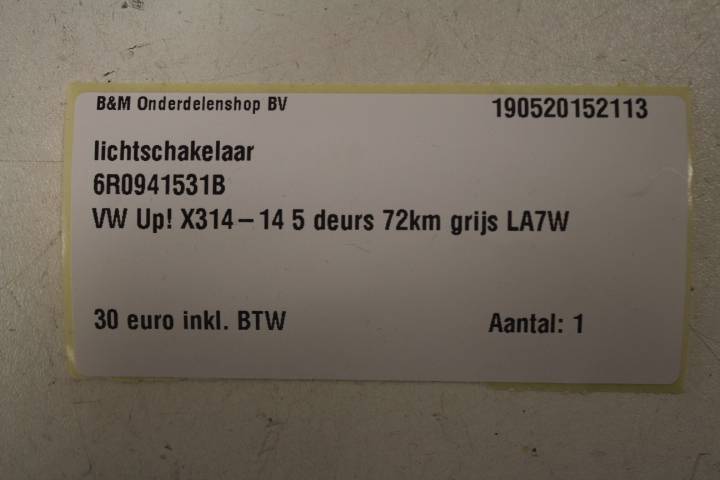 B&M Onderdelenshop BV 190520152113
lichtschakelaar
6R0941531B
VW Up! X314-14 5 deurs 72km grijs LA7W
30 euro inkl. BTW Aantal: 1